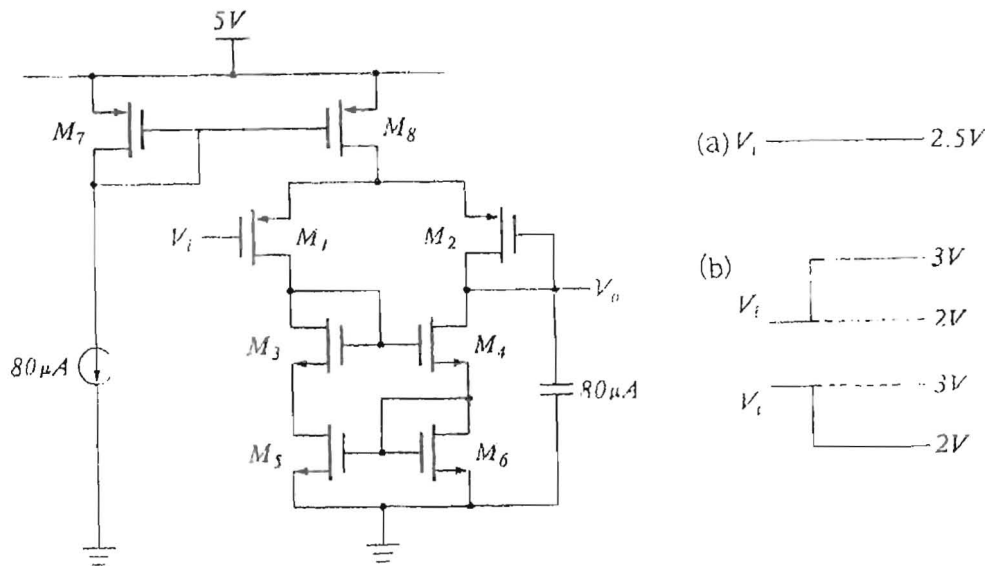 5V
M7
M8
Vi
M1
M2
Vo
M3
M4
80μA
80μA
M5
M6
(a) Vi 2.5V
(b)
3V
Vi
2V
3V
Vi
2V